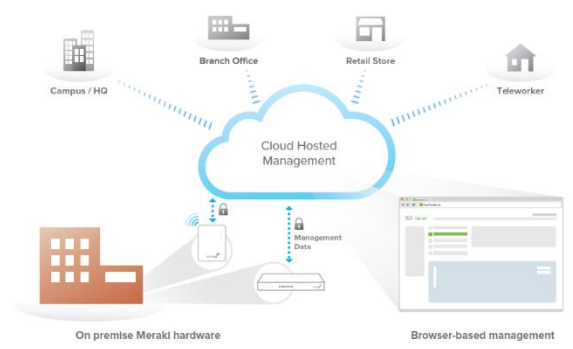 Campus / HQ
Branch Office
Retail Store
Teleworker
Cloud Hosted
Management
Management
Data
On premise Meraki hardware
Browser-based management